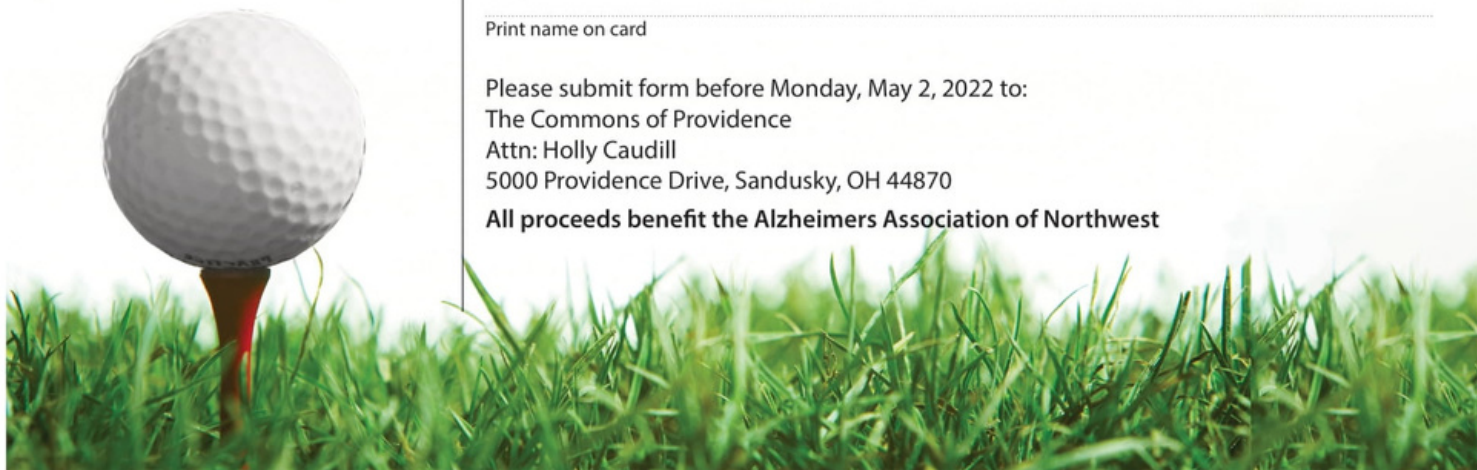 Print name on card
Please submit form before Monday, May 2, 2022 to:
The Commons of Providence
Attn: Holly Caudill
5000 Providence Drive, Sandusky, OH 44870
All proceeds benefit the Alzheimers Association of Northwest